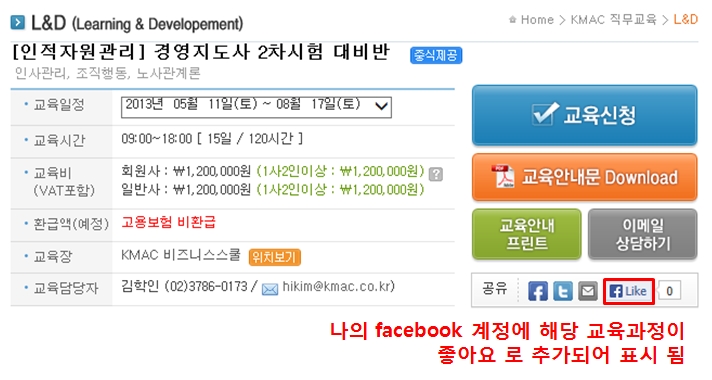 L&D (Learning & Developement)
Home > KMAC 직무교육 > L&D
[인적자원관리] 경영지도사 2차시험 대비반 중식제공
인사관리, 조직행동, 노사관계론
교육일정 2013년 05월 11일(토) ~ 08월 17일(토)
교육시간 09:00~18:00 [ 15일 / 120시간 ]
교육비 회원사 : ₩1,200,000원 (1사2인이상 : ₩1,200,000원) ?
(VAT포함) 일반사 : ₩1,200,000원 (1사2인이상 : ₩1,200,000원)
환급액(예정) 고용보험 비환급
교육장 KMAC 비즈니스스쿨 위치보기
교육담당자 김학인 (02)3786-0173 / hikim@kmac.co.kr)
교육신청
PDF 교육안내문 Download
교육안내
프린트
이메일
상담하기
공유 Like 0
나의 facebook 계정에 해당 교육과정이
좋아요 로 추가되어 표시 됨